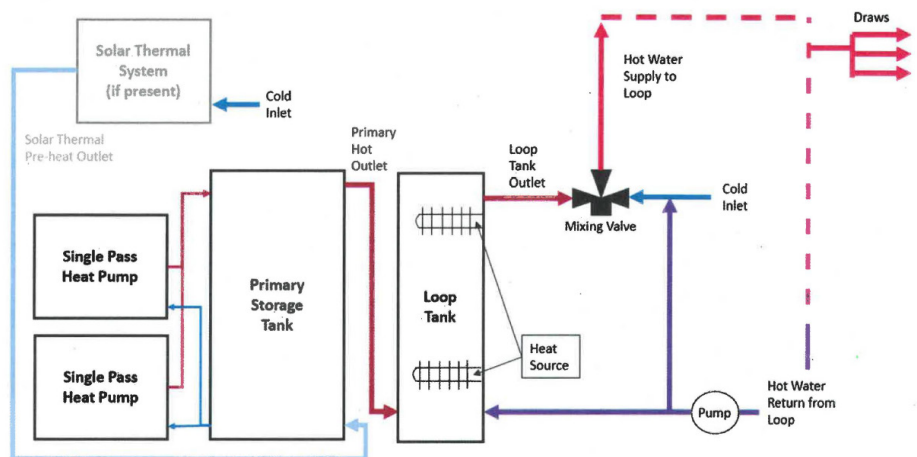 Solar Thermal
System
(if present)
Cold
Inlet
Solar Thermal
Pre-heat Outlet
Primary
Hot
Outlet
Loop
Tank
Outlet
Hot Water
Supply to
Loop
Draws
Cold
Inlet
Mixing Valve
Single Pass
Heat Pump
Single Pass
Heat Pump
Primary
Storage
Tank
Loop
Tank
Heat
Source
Pump
Hot Water
Return from
Loop